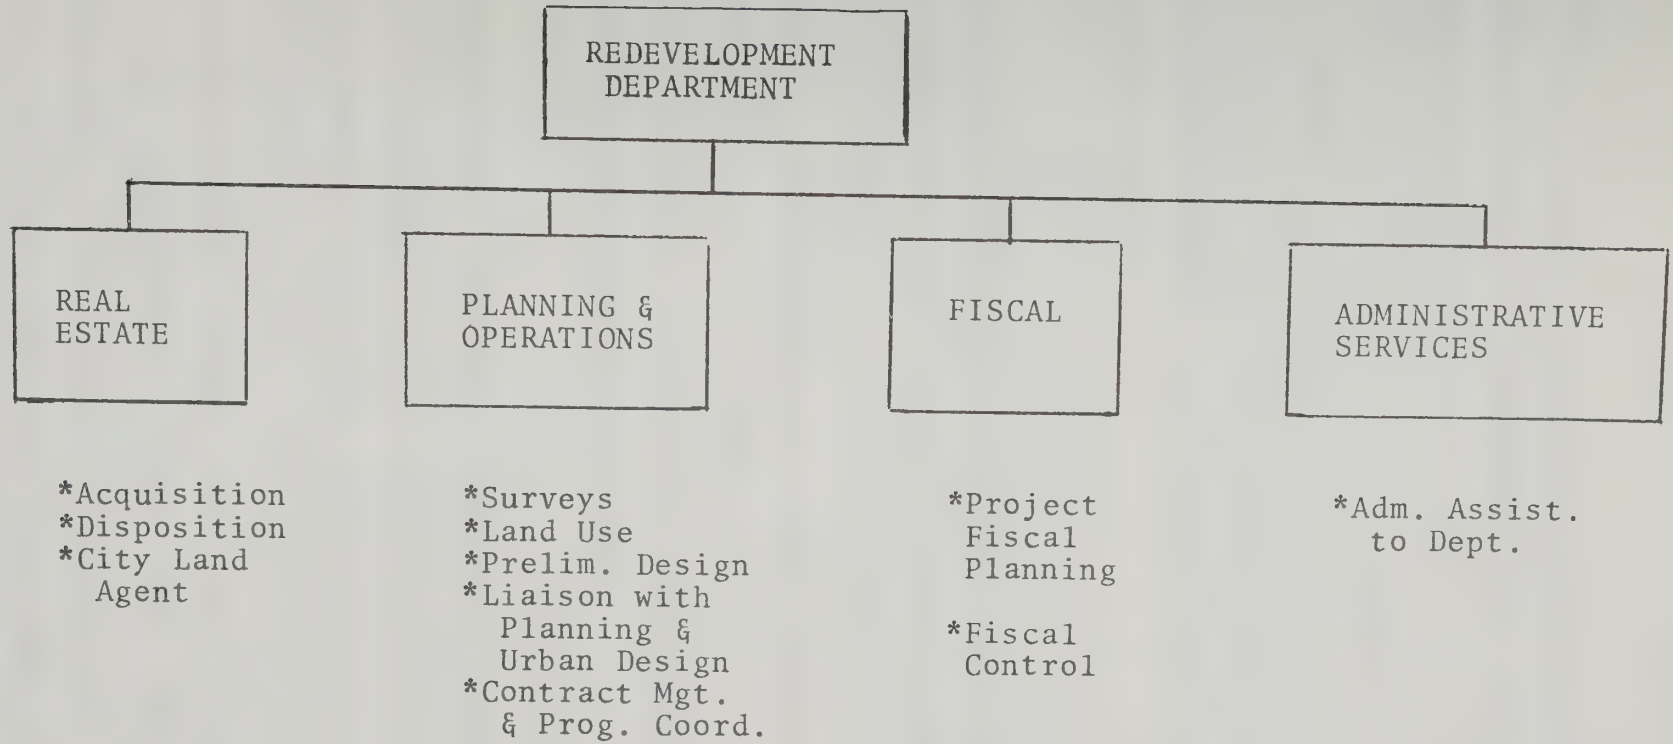 REDEVELOPMENT
DEPARTMENT
REAL
ESTATE
*Acquisition
*Disposition
*City Land
Agent
PLANNING &
OPERATIONS
*Surveys
*Land Use
*Prelim. Design
*Liaison with
Planning &
Urban Design
*Contract Mgt.
& Prog. Coord.
FISCAL
*Project
Fiscal
Planning
*Fiscal
Control
ADMINISTRATIVE
SERVICES
*Adm. Assist.
to Dept.